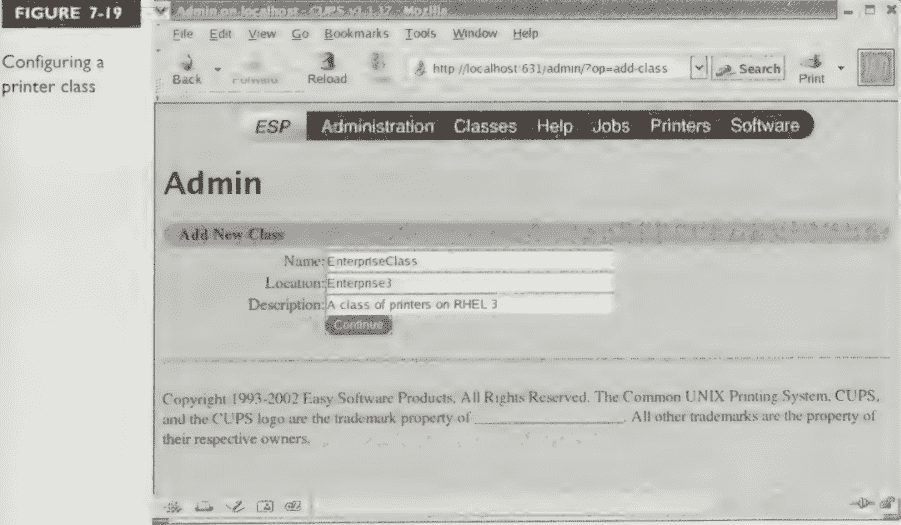 FIGURE 7-19
Configuring a
printer class
Admin on localhost - CUPS v1.1.17 - Mozilla
File Edit View Go Bookmarks Tools Window Help
Back Forward Reload http://localhost:631/admin/?op=add-class Search Print
ESP Administration Classes Help Jobs Printers Software
Admin
Add New Class
Name: EnterpriseClass
Location: Enterprise3
Description: A class of printers on RHEL 3
Continue
Copyright 1993-2002 Easy Software Products, All Rights Reserved. The Common UNIX Printing System, CUPS,
and the CUPS logo are the trademark property of . All other trademarks are the property of
their respective owners.